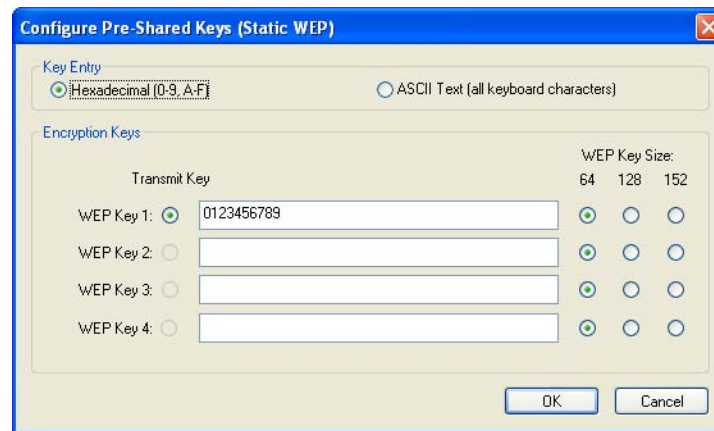 Configure Pre-Shared Keys (Static WEP)
Key Entry
Hexadecimal (0-9, A-F) ASCII Text (all keyboard characters)
Encryption Keys
WEP Key Size:
Transmit Key 64 128 152
WEP Key 1: 0123456789
WEP Key 2:
WEP Key 3:
WEP Key 4:
OK Cancel